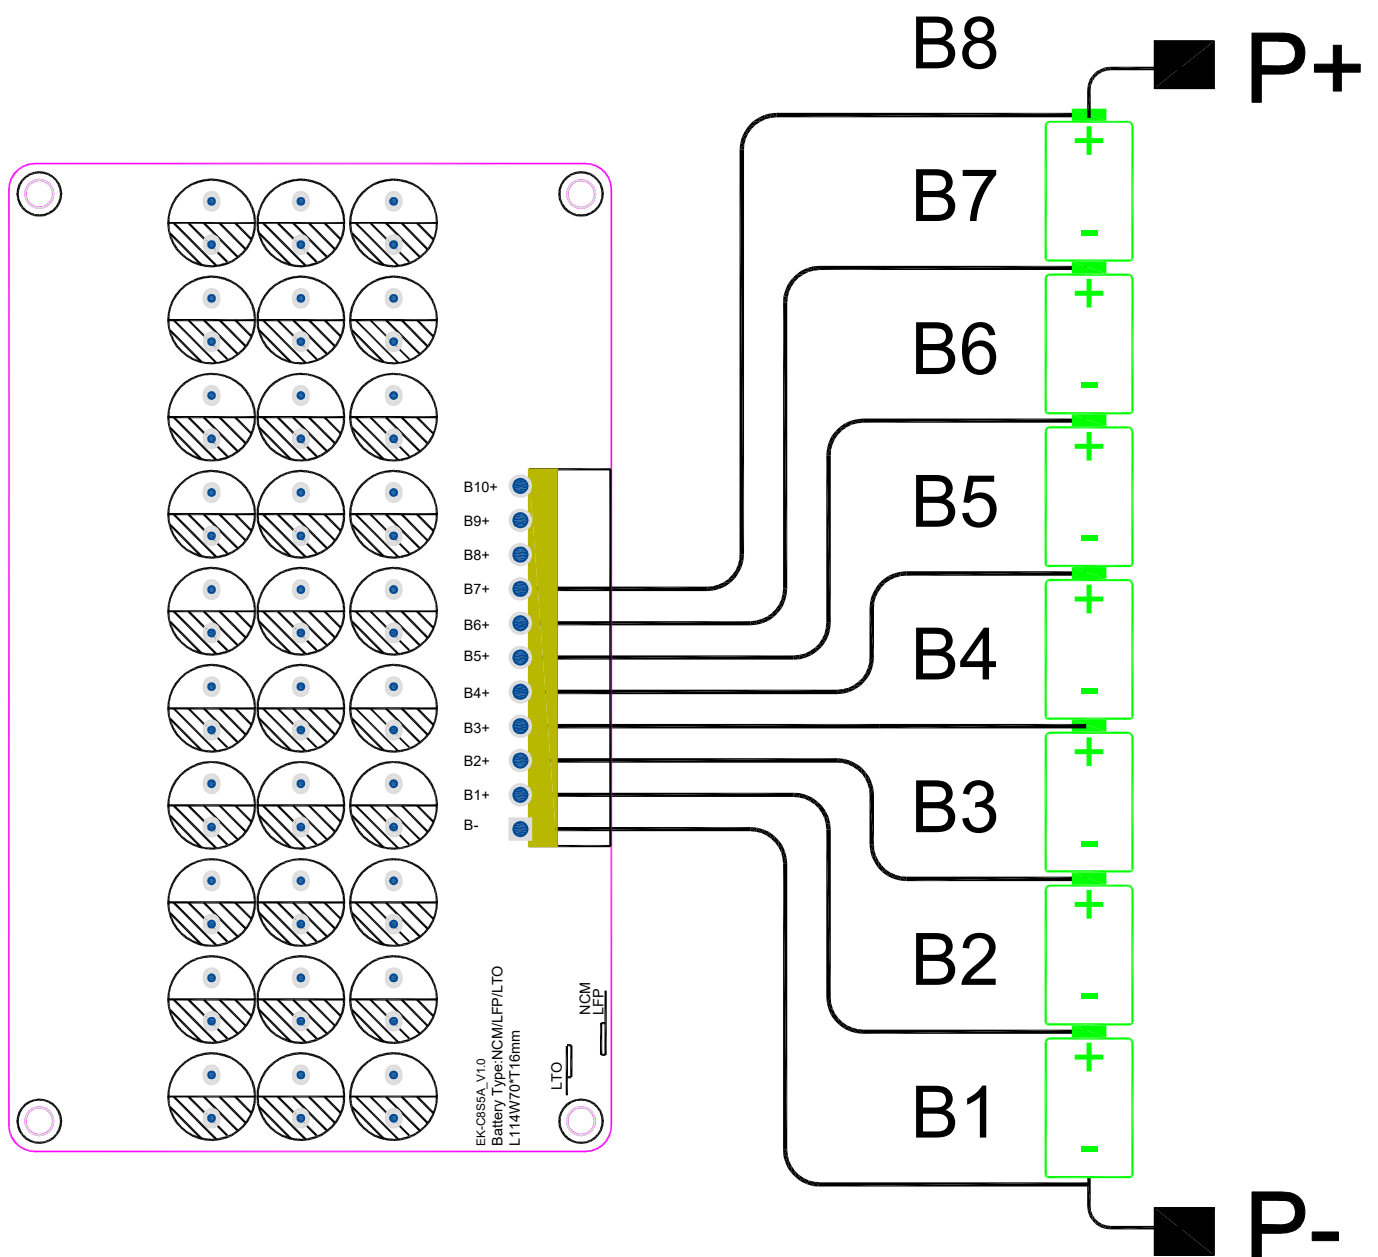 B8
P+
+
B7
-
+
B6
-
+
B5
-
+
B4
-
+
B3
-
+
B2
-
+
B1
-
P-
B10+
B9+
B8+
B7+
B6+
B5+
B4+
B3+
B2+
B1+
B-
EK-C8S5A_V1.0
Battery Type:NCM/LFP/LTO
L114W70*T16mm
LTO
NCM
LFP